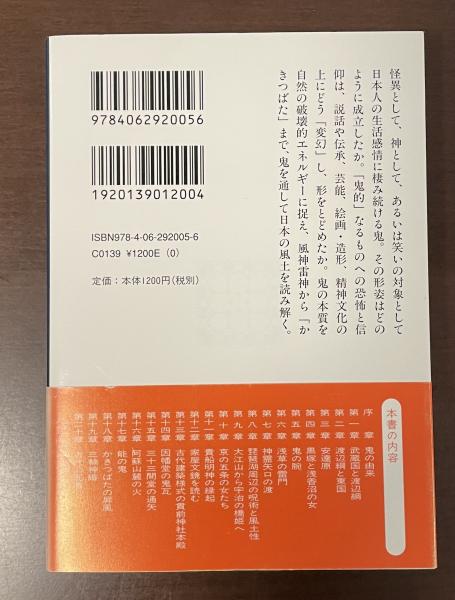 9784062920056
1920139012004
ISBN978-4-06-292005-6
C0139 ¥1200E (0)
定価:本体1200円(税別)
怪異として、神として、あるいは笑いの対象として
日本人の生活感情に棲み続ける鬼。その形姿はどの
ように成立したか。「鬼的」なるものへの恐怖と信
仰は、説話や伝承、芸能、絵画・造形、精神文化の
上にどう「変幻」し、形をとどめたか。鬼の本質を
自然の破壊的エネルギーに捉え、風神雷神から「か
きつばた」まで、鬼を通して日本の風土を読み解く。
本書の内容
序 章 鬼の由来
第一章 武蔵国と渡辺綱
第二章 渡辺綱と東国
第三章 安達原
第四章 黒塚と浅香沼の女
第五章 鬼の腕
第六章 浅草の雷門
第七章 神霊矢口の渡
第八章 琵琶湖周辺の呪術と風土性
第九章 大江山から宇治の橋姫へ
第十章 京の五条の女たち
第十一章 貴船明神の縁起
第十二章 家屋文鏡を読む
第十三章 古代建築様式の貴前神社本殿
第十四章 因幡堂の鬼瓦
第十五章 三十三間堂の通矢
第十六章 阿蘇山麓の火
第十七章 能の鬼
第十八章 かきつばたの屏風
第十九章 三輪神婚
第二十章